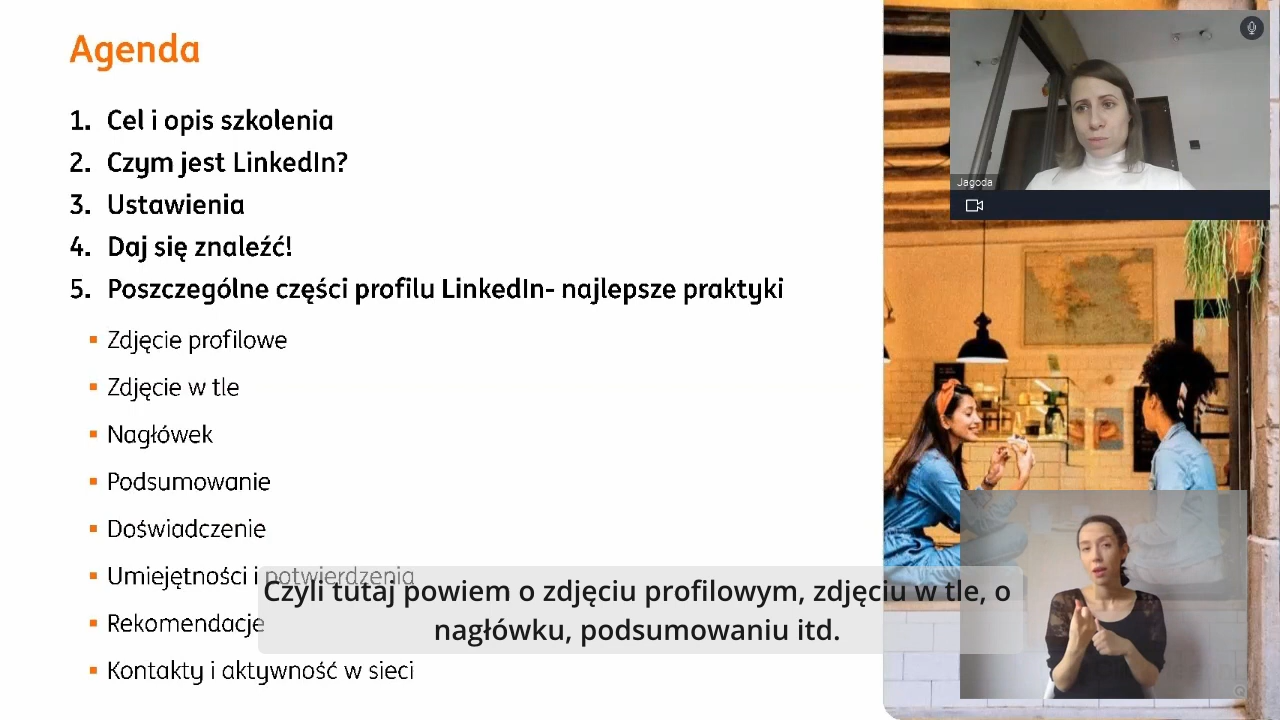 Agenda
1. Cel i opis szkolenia
2. Czym jest LinkedIn?
3. Ustawienia
4. Daj się znaleźć!
5. Poszczególne części profilu LinkedIn- najlepsze praktyki
▪ Zdjęcie profilowe
▪ Zdjęcie w tle
▪ Nagłówek
▪ Podsumowanie
▪ Doświadczenie
▪ Umiejętności i potwierdzenia
▪ Rekomendacje
▪ Kontakty i aktywność w sieci
Czyli tutaj powiem o zdjęciu profilowym, zdjęciu w tle, o
nagłówku, podsumowaniu itd.
Jagoda